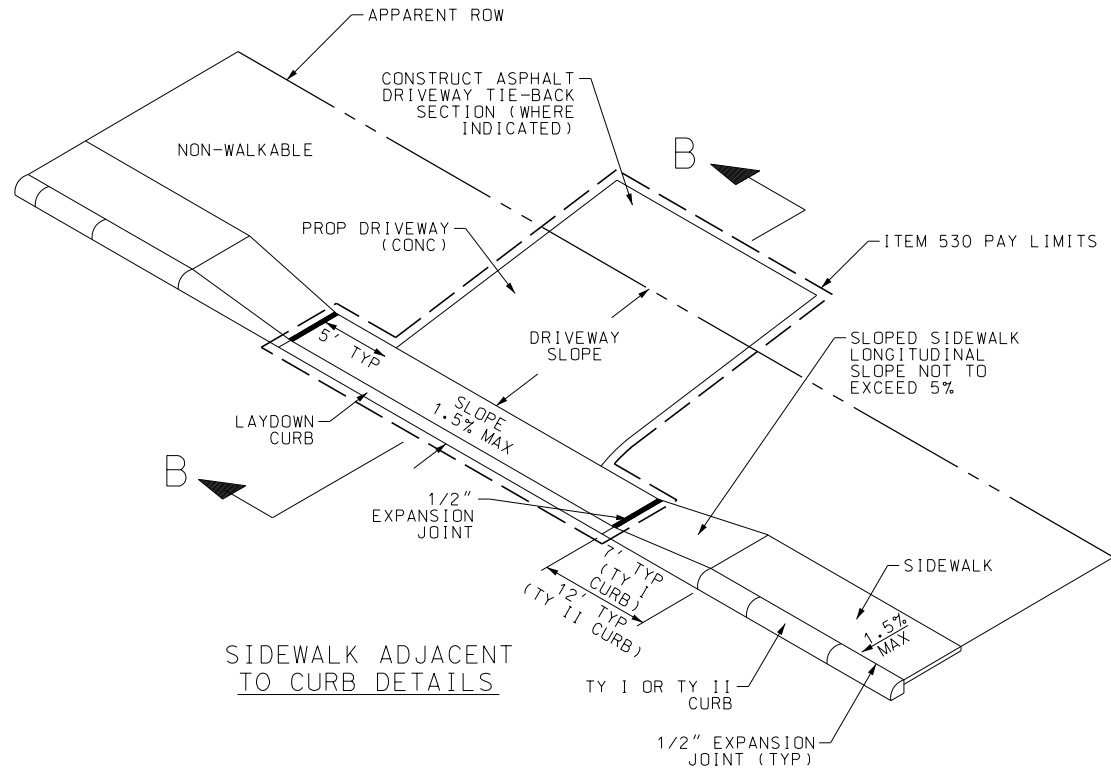 APPARENT ROW
CONSTRUCT ASPHALT
DRIVEWAY TIE-BACK
SECTION (WHERE
INDICATED)
B
NON-WALKABLE
PROP DRIVEWAY
(CONC)
ITEM 530 PAY LIMITS
DRIVEWAY
SLOPE
SLOPED SIDEWALK
LONGITUDINAL
SLOPE NOT TO
EXCEED 5%
5' TYP
SLOPE
1.5% MAX
LAYDOWN
CURB
B
1/2" EXPANSION
JOINT
7' TYP
(TY I
CURB)
12' TYP
(TY II CURB)
SIDEWALK
1.5%
MAX
SIDEWALK ADJACENT
TO CURB DETAILS
TY I OR TY II
CURB
1/2" EXPANSION
JOINT (TYP)